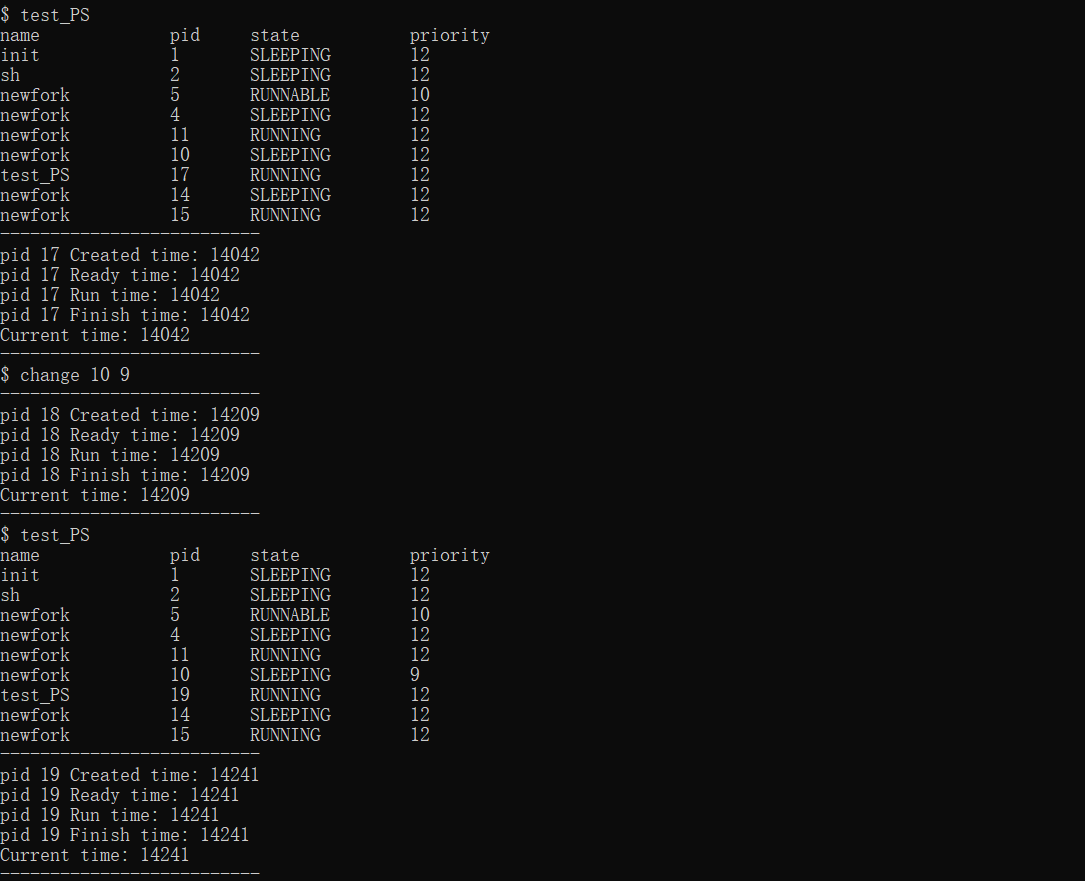 $ test_PS
name pid state priority
init 1 SLEEPING 12
sh 2 SLEEPING 12
newfork 5 RUNNABLE 10
newfork 4 SLEEPING 12
newfork 11 RUNNING 12
newfork 10 SLEEPING 12
test_PS 17 RUNNING 12
newfork 14 SLEEPING 12
newfork 15 RUNNING 12
--------------------------
pid 17 Created time: 14042
pid 17 Ready time: 14042
pid 17 Run time: 14042
pid 17 Finish time: 14042
Current time: 14042
--------------------------
$ change 10 9
--------------------------
pid 18 Created time: 14209
pid 18 Ready time: 14209
pid 18 Run time: 14209
pid 18 Finish time: 14209
Current time: 14209
--------------------------
$ test_PS
name pid state priority
init 1 SLEEPING 12
sh 2 SLEEPING 12
newfork 5 RUNNABLE 10
newfork 4 SLEEPING 12
newfork 11 RUNNING 12
newfork 10 SLEEPING 9
test_PS 19 RUNNING 12
newfork 14 SLEEPING 12
newfork 15 RUNNING 12
--------------------------
pid 19 Created time: 14241
pid 19 Ready time: 14241
pid 19 Run time: 14241
pid 19 Finish time: 14241
Current time: 14241
--------------------------